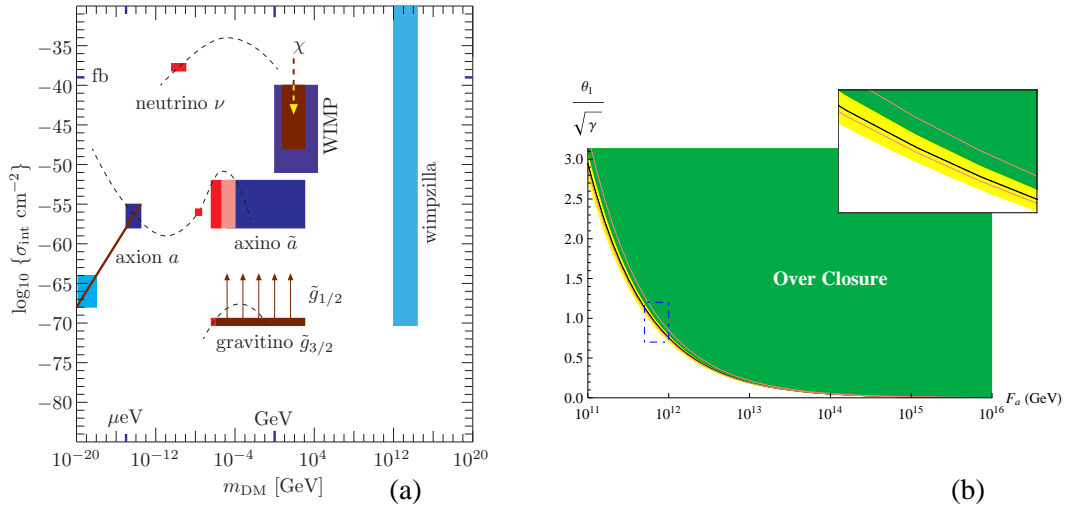 −35
−40
−45
−50
−55
−60
−65
−70
−75
−80
log₁₀ {σ_int cm⁻²}
fb
neutrino ν
χ
WIMP
wimpzilla
axion a
axino ã
g̃_{1/2}
gravitino g̃_{3/2}
μeV
GeV
10⁻²⁰
10⁻¹²
10⁻⁴
10⁴
10¹²
10²⁰
m_DM [GeV]
(a)
θ₁
√γ
3.0
2.5
2.0
1.5
1.0
0.5
0.0
Over Closure
10¹¹
10¹²
10¹³
10¹⁴
10¹⁵
10¹⁶
F_a (GeV)
(b)